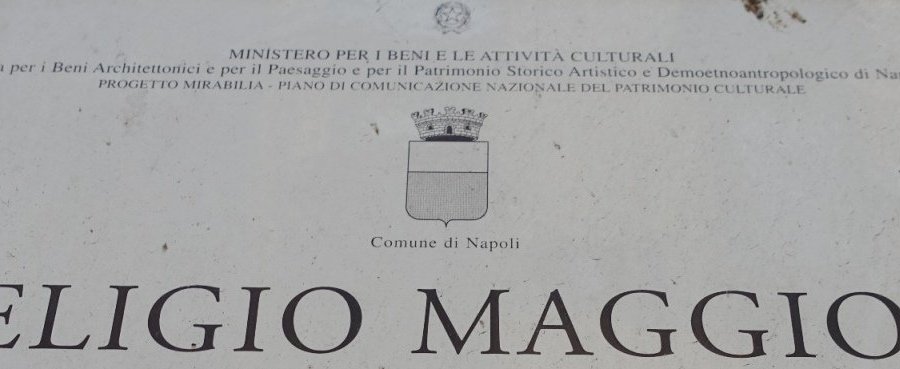 MINISTERO PER I BENI E LE ATTIVITÀ CULTURALI
per i Beni Architettonici e per il Paesaggio e per il Patrimonio Storico Artistico e Demoetnoantropologico di Na
PROGETTO MIRABILIA - PIANO DI COMUNICAZIONE NAZIONALE DEL PATRIMONIO CULTURALE
Comune di Napoli
ELIGIO MAGGIO